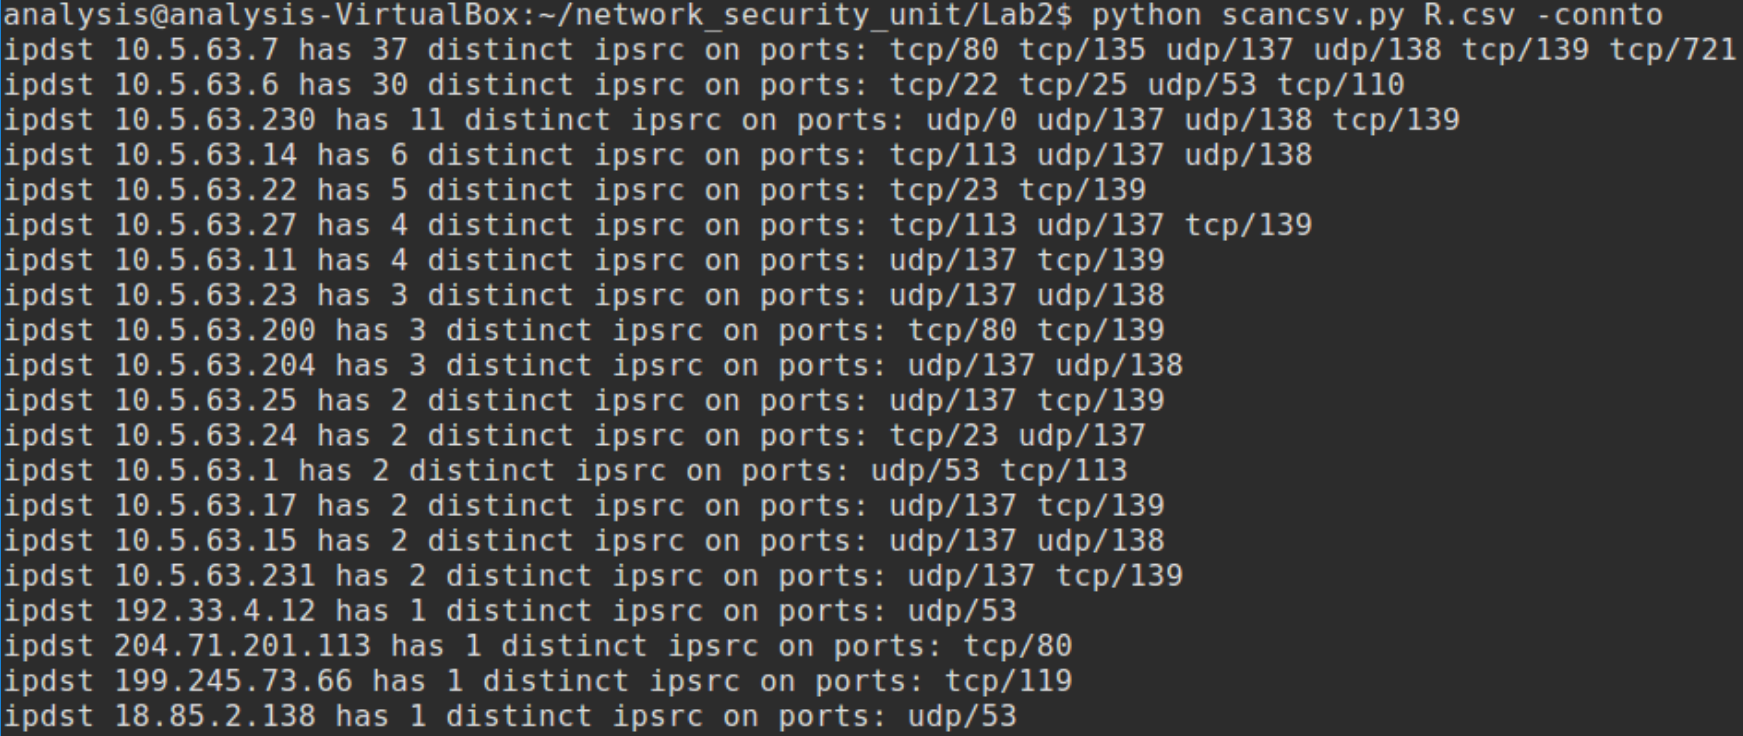 analysis@analysis-VirtualBox:~/network_security_unit/Lab2$ python scancsv.py R.csv -connto
ipdst 10.5.63.7 has 37 distinct ipsrc on ports: tcp/80 tcp/135 udp/137 udp/138 tcp/139 tcp/721
ipdst 10.5.63.6 has 30 distinct ipsrc on ports: tcp/22 tcp/25 udp/53 tcp/110
ipdst 10.5.63.230 has 11 distinct ipsrc on ports: udp/0 udp/137 udp/138 tcp/139
ipdst 10.5.63.14 has 6 distinct ipsrc on ports: tcp/113 udp/137 udp/138
ipdst 10.5.63.22 has 5 distinct ipsrc on ports: tcp/23 tcp/139
ipdst 10.5.63.27 has 4 distinct ipsrc on ports: tcp/113 udp/137 tcp/139
ipdst 10.5.63.11 has 4 distinct ipsrc on ports: udp/137 tcp/139
ipdst 10.5.63.23 has 3 distinct ipsrc on ports: udp/137 udp/138
ipdst 10.5.63.200 has 3 distinct ipsrc on ports: tcp/80 tcp/139
ipdst 10.5.63.204 has 3 distinct ipsrc on ports: udp/137 udp/138
ipdst 10.5.63.25 has 2 distinct ipsrc on ports: udp/137 tcp/139
ipdst 10.5.63.24 has 2 distinct ipsrc on ports: tcp/23 udp/137
ipdst 10.5.63.1 has 2 distinct ipsrc on ports: udp/53 tcp/113
ipdst 10.5.63.17 has 2 distinct ipsrc on ports: udp/137 tcp/139
ipdst 10.5.63.15 has 2 distinct ipsrc on ports: udp/137 udp/138
ipdst 10.5.63.231 has 2 distinct ipsrc on ports: udp/137 tcp/139
ipdst 192.33.4.12 has 1 distinct ipsrc on ports: udp/53
ipdst 204.71.201.113 has 1 distinct ipsrc on ports: tcp/80
ipdst 199.245.73.66 has 1 distinct ipsrc on ports: tcp/119
ipdst 18.85.2.138 has 1 distinct ipsrc on ports: udp/53